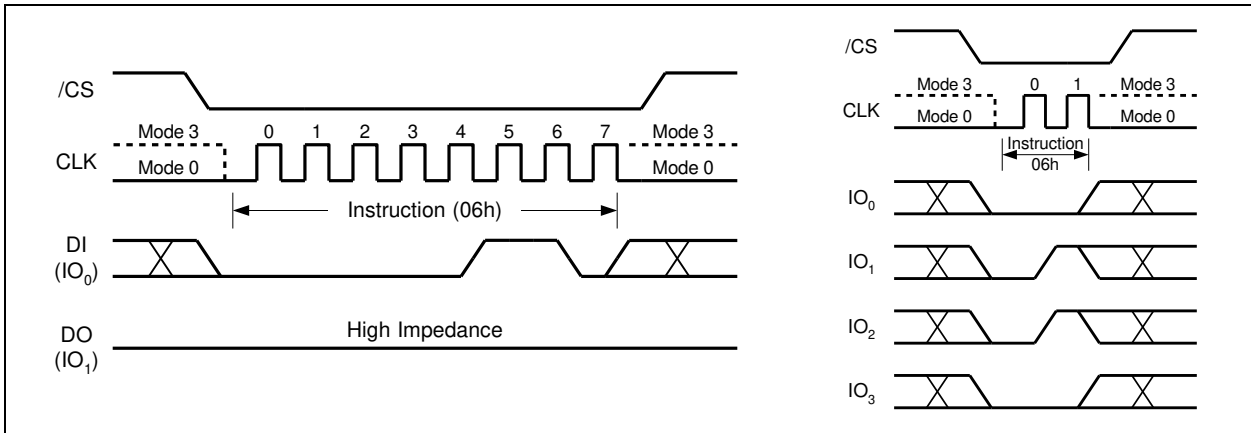 /CS
Mode 3 0 1 2 3 4 5 6 7 Mode 3
CLK
Mode 0 Mode 0
Instruction (06h)
DI
(IO0)
High Impedance
DO
(IO1)
/CS
Mode 3 0 1 Mode 3
CLK
Mode 0 Mode 0
Instruction
06h
IO0
IO1
IO2
IO3